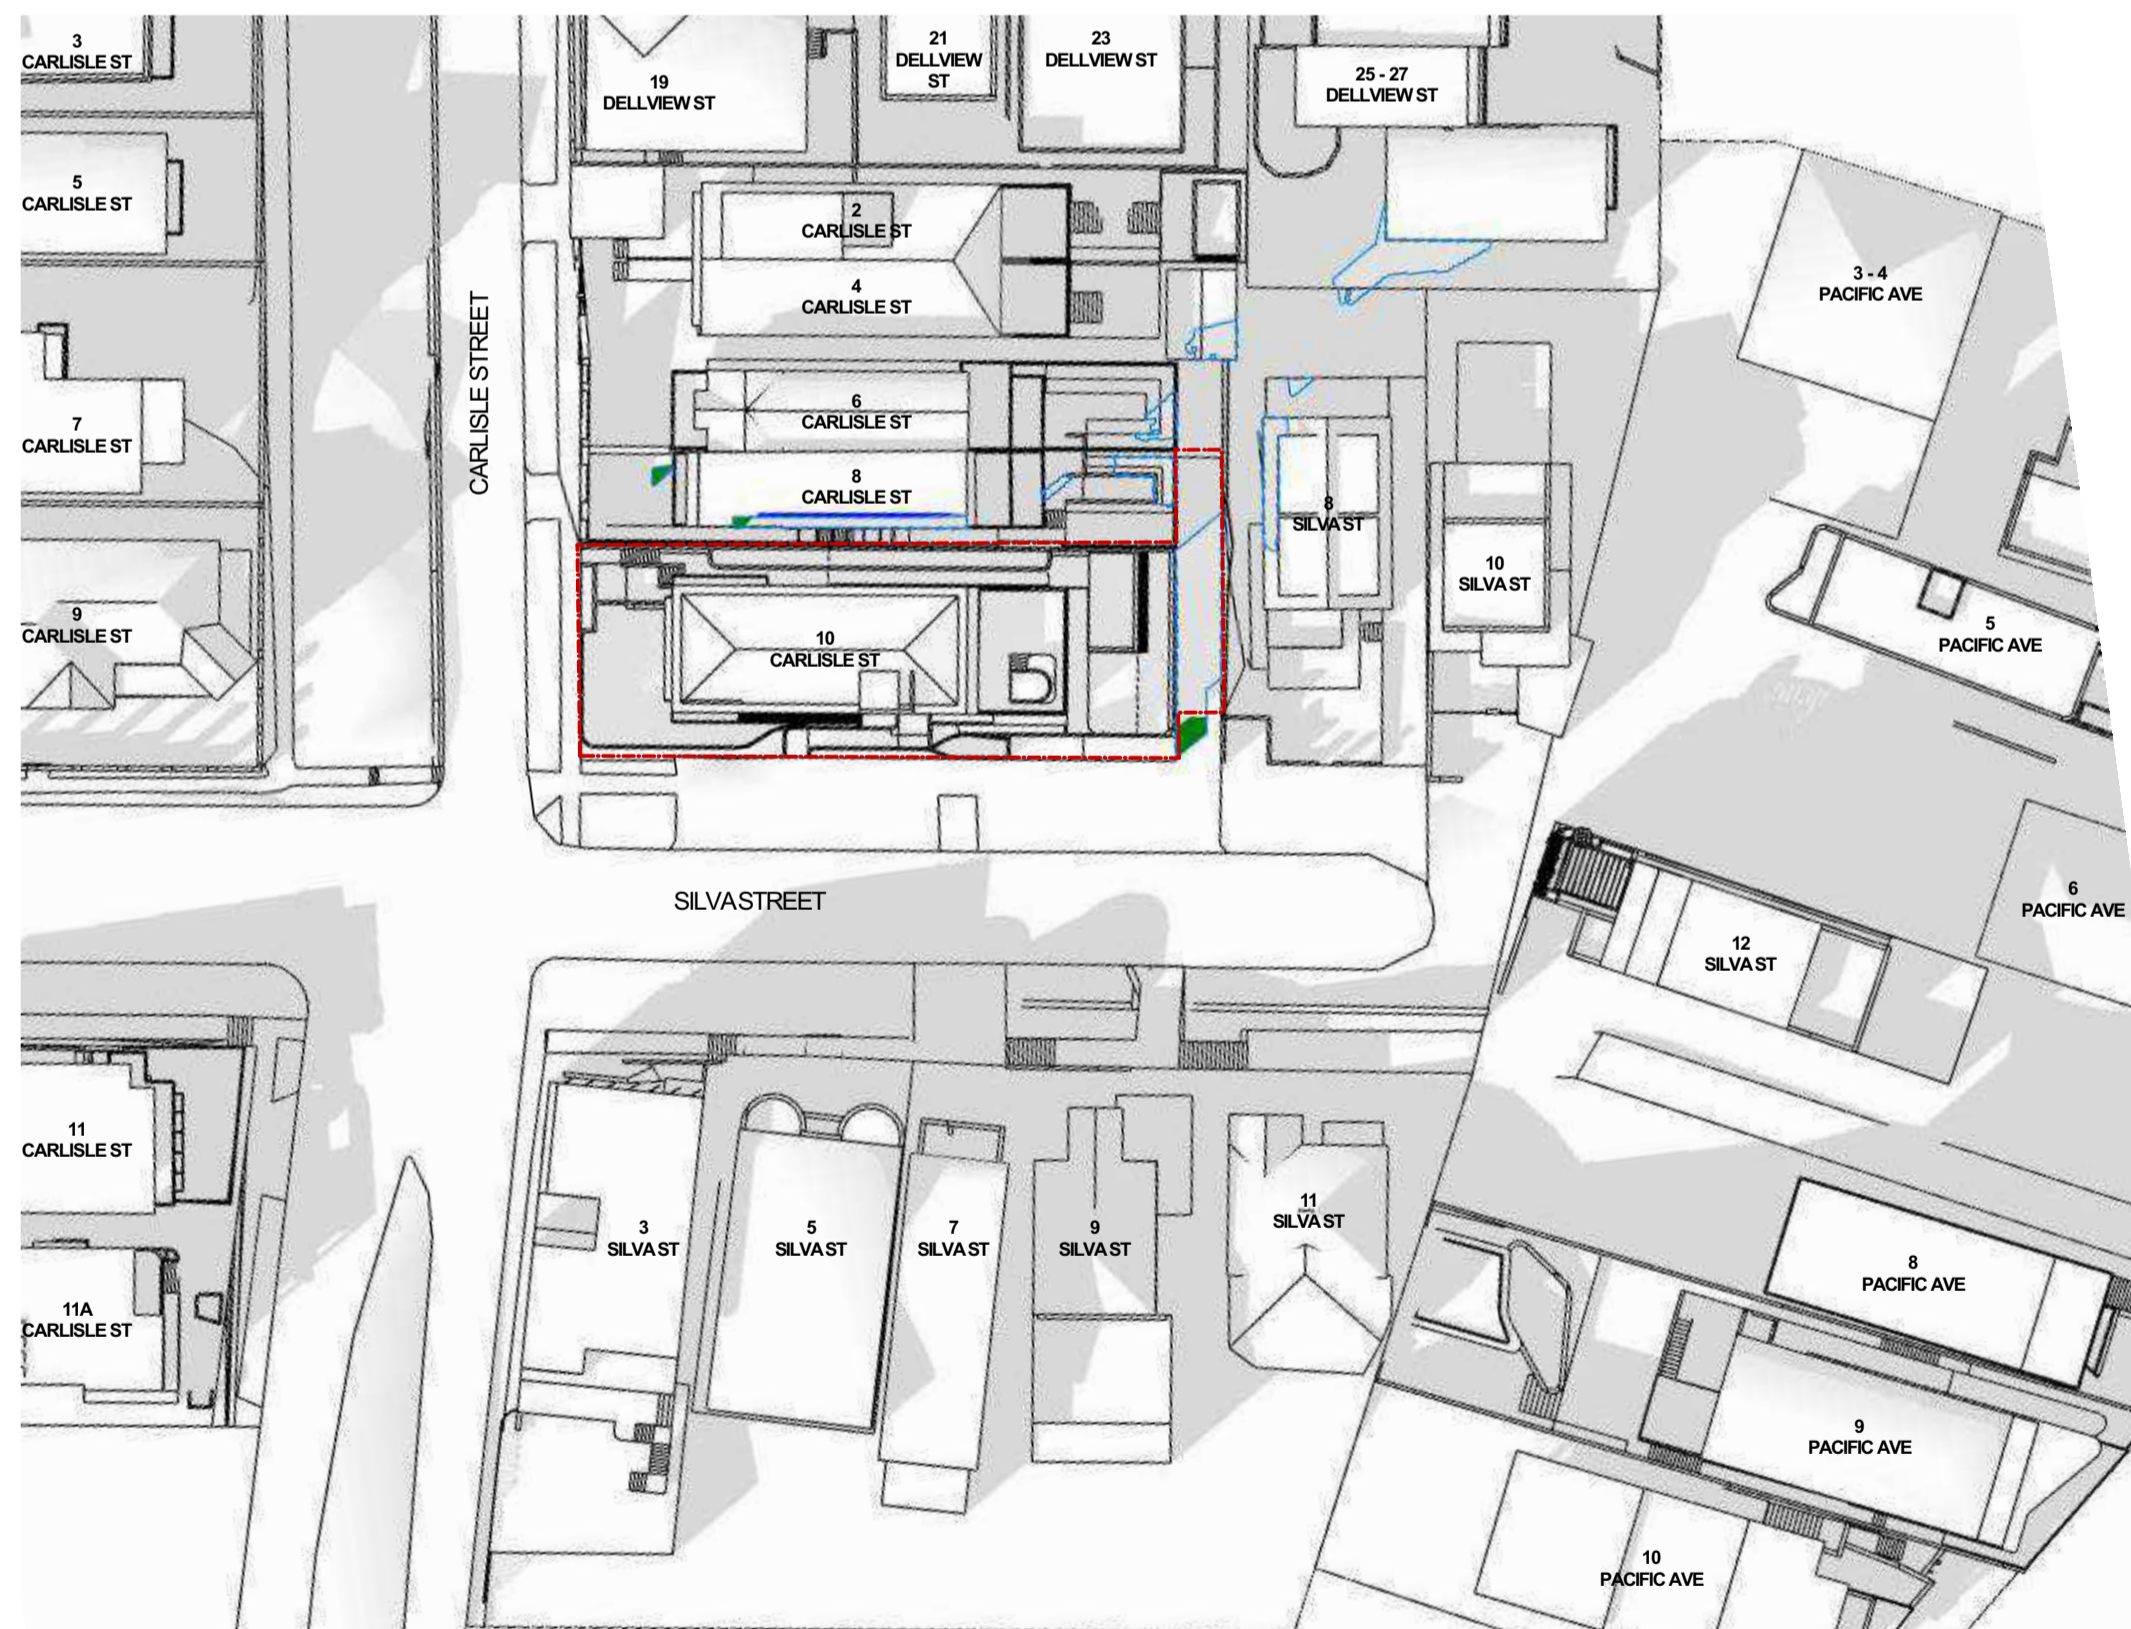 3
CARLISLE ST
19
DELLVIEW ST
21
DELLVIEW
ST
23
DELLVIEW ST
25 - 27
DELLVIEW ST
5
CARLISLE ST
2
CARLISLE ST
4
CARLISLE ST
3 - 4
PACIFIC AVE
CARLISLE STREET
7
CARLISLE ST
6
CARLISLE ST
8
CARLISLE ST
8
SILVA ST
10
SILVA ST
9
CARLISLE ST
10
CARLISLE ST
5
PACIFIC AVE
SILVA STREET
6
PACIFIC AVE
12
SILVA ST
11
CARLISLE ST
3
SILVA ST
5
SILVA ST
7
SILVA ST
9
SILVA ST
11
SILVA ST
8
PACIFIC AVE
11A
CARLISLE ST
9
PACIFIC AVE
10
PACIFIC AVE